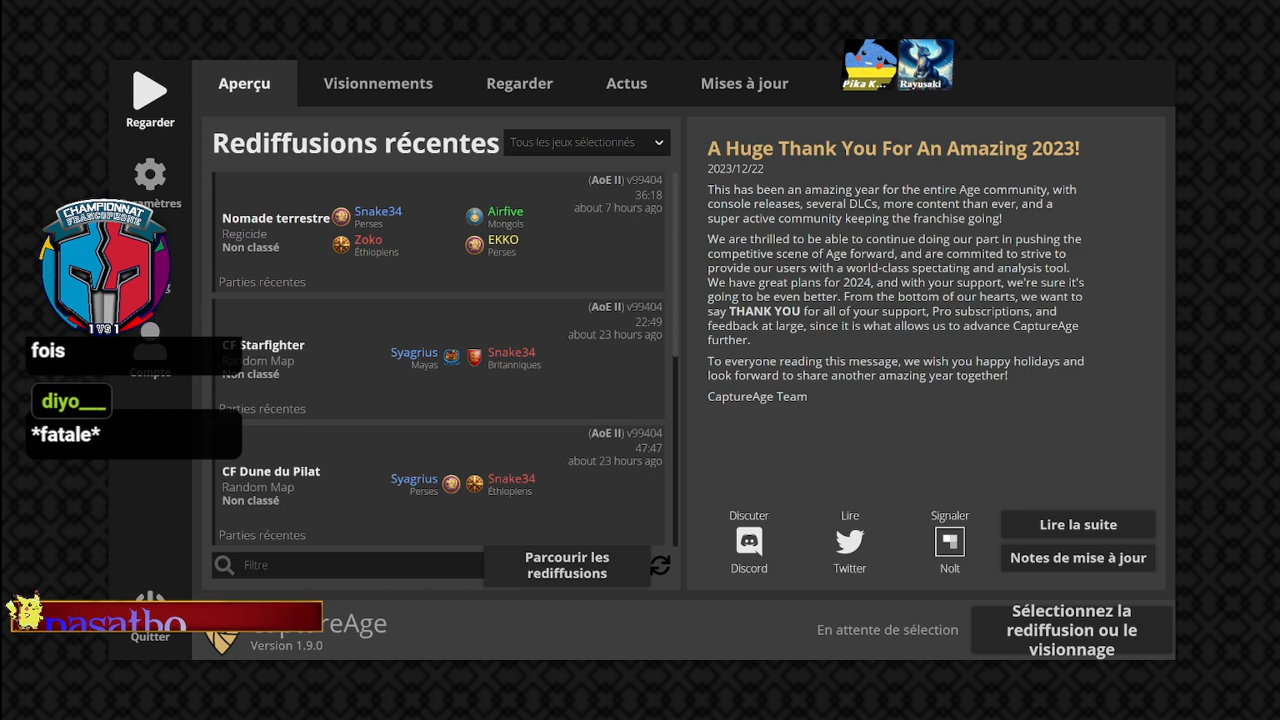 Aperçu
Visionnements
Regarder
Actus
Mises à jour
Pika K...
Rayusaki
Regarder
CHAMPIONNAT
FRANCOPHONE
1 VS 1
fois
Compte
diyo___
*fatale*
pasatbo
Quitter
Rediffusions récentes
Tous les jeux sélectionnés
(AoE II) v99404
36:18
about 7 hours ago
Nomade terrestre
Regicide
Non classé
Snake34
Perses
Airfive
Mongols
Zoko
Éthiopiens
EKKO
Perses
Parties récentes
(AoE II) v99404
22:49
about 23 hours ago
CF Starfighter
Random Map
Non classé
Syagrius
Mayas
Snake34
Britanniques
Parties récentes
(AoE II) v99404
47:47
about 23 hours ago
CF Dune du Pilat
Random Map
Non classé
Syagrius
Perses
Snake34
Éthiopiens
Parties récentes
Filtre
Parcourir les
rediffusions
A Huge Thank You For An Amazing 2023!
2023/12/22
This has been an amazing year for the entire Age community, with
console releases, several DLCs, more content than ever, and a
super active community keeping the franchise going!
We are thrilled to be able to continue doing our part in pushing the
competitive scene of Age forward, and are commited to strive to
provide our users with a world-class spectating and analysis tool.
We have great plans for 2024, and with your support, we're sure it's
going to be even better. From the bottom of our hearts, we want to
say THANK YOU for all of your support, Pro subscriptions, and
feedback at large, since it is what allows us to advance CaptureAge
further.
To everyone reading this message, we wish you happy holidays and
look forward to share another amazing year together!
CaptureAge Team
Discuter
Discord
Lire
Twitter
Signaler
Nolt
Lire la suite
Notes de mise à jour
CaptureAge
Version 1.9.0
En attente de sélection
Sélectionnez la
rediffusion ou le
visionnage